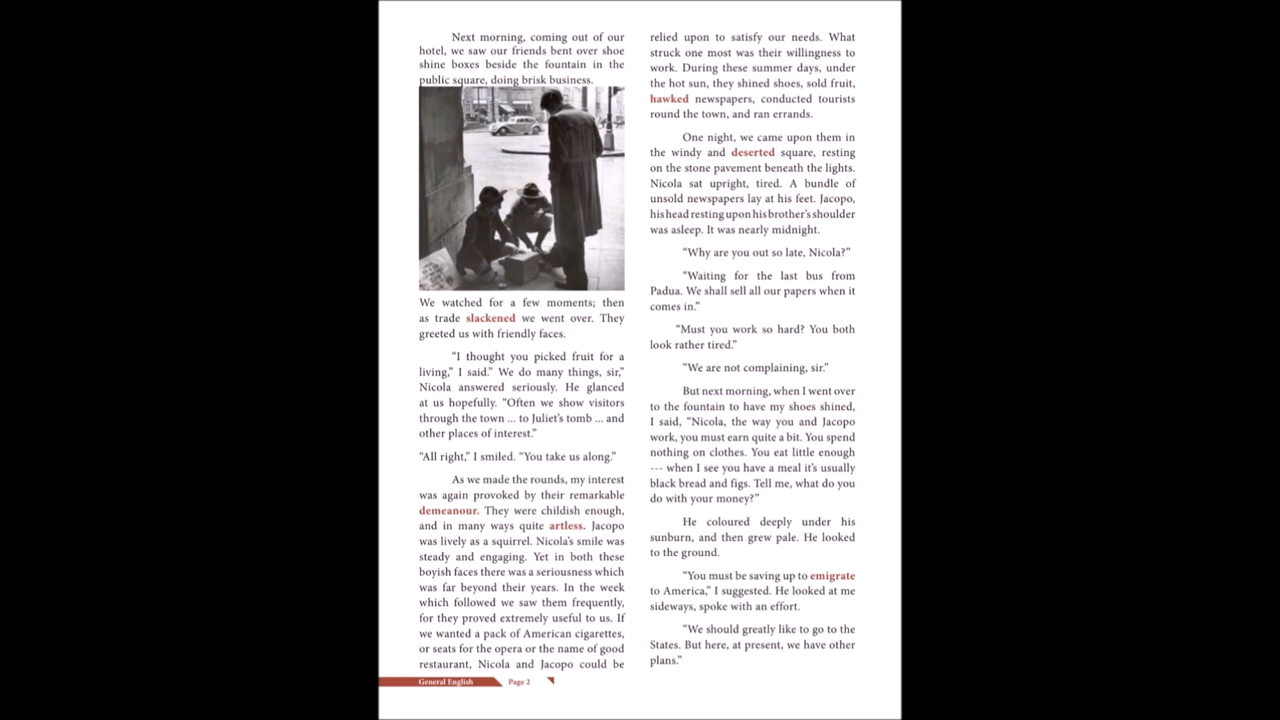 Next morning, coming out of our
hotel, we saw our friends bent over shoe
shine boxes beside the fountain in the
public square, doing brisk business.
We watched for a few moments; then
as trade slackened we went over. They
greeted us with friendly faces.
“I thought you picked fruit for a
living,” I said.” We do many things, sir,”
Nicola answered seriously. He glanced
at us hopefully. “Often we show visitors
through the town ... to Juliet’s tomb ... and
other places of interest.”
“All right,” I smiled. “You take us along.”
As we made the rounds, my interest
was again provoked by their remarkable
demeanour. They were childish enough,
and in many ways quite artless. Jacopo
was lively as a squirrel. Nicola’s smile was
steady and engaging. Yet in both these
boyish faces there was a seriousness which
was far beyond their years. In the week
which followed we saw them frequently,
for they proved extremely useful to us. If
we wanted a pack of American cigarettes,
or seats for the opera or the name of good
restaurant, Nicola and Jacopo could be
relied upon to satisfy our needs. What
struck one most was their willingness to
work. During these summer days, under
the hot sun, they shined shoes, sold fruit,
hawked newspapers, conducted tourists
round the town, and ran errands.
One night, we came upon them in
the windy and deserted square, resting
on the stone pavement beneath the lights.
Nicola sat upright, tired. A bundle of
unsold newspapers lay at his feet. Jacopo,
his head resting upon his brother’s shoulder
was asleep. It was nearly midnight.
“Why are you out so late, Nicola?”
“Waiting for the last bus from
Padua. We shall sell all our papers when it
comes in.”
“Must you work so hard? You both
look rather tired.”
“We are not complaining, sir.”
But next morning, when I went over
to the fountain to have my shoes shined,
I said, “Nicola, the way you and Jacopo
work, you must earn quite a bit. You spend
nothing on clothes. You eat little enough
--- when I see you have a meal it’s usually
black bread and figs. Tell me, what do you
do with your money?”
He coloured deeply under his
sunburn, and then grew pale. He looked
to the ground.
“You must be saving up to emigrate
to America,” I suggested. He looked at me
sideways, spoke with an effort.
“We should greatly like to go to the
States. But here, at present, we have other
plans.”
General English Page 2